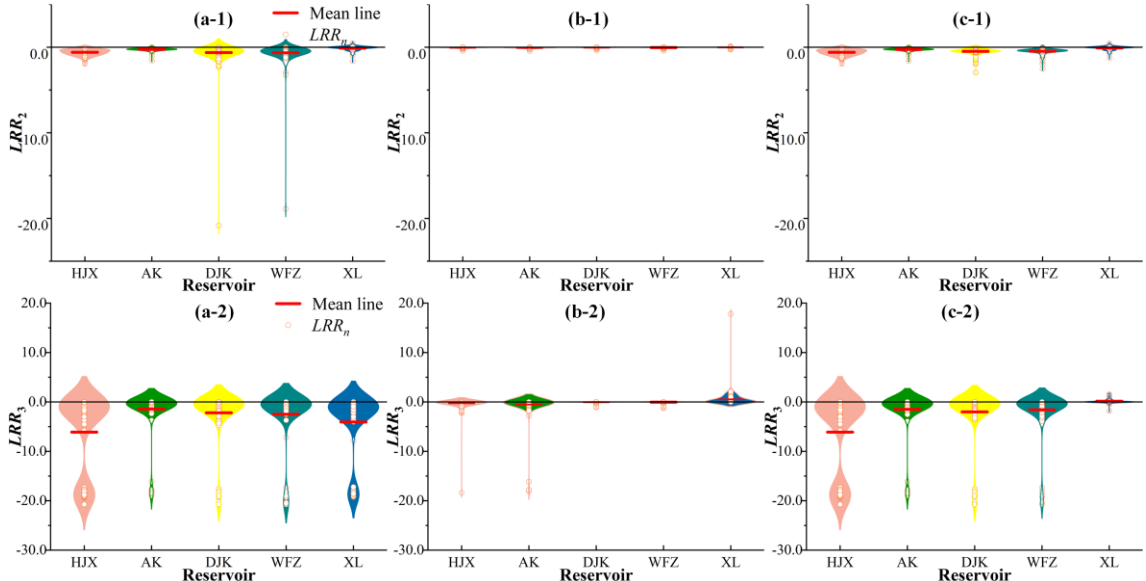 (a-1)
Mean line
LRRₙ
0.0
-10.0
-20.0
LRR₂
HJX AK DJK WFZ XL
Reservoir
(b-1)
0.0
-10.0
-20.0
LRR₂
HJX AK DJK WFZ XL
Reservoir
(c-1)
0.0
-10.0
-20.0
LRR₂
HJX AK DJK WFZ XL
Reservoir
(a-2)
Mean line
LRRₙ
20.0
10.0
0.0
-10.0
-20.0
-30.0
LRR₃
HJX AK DJK WFZ XL
Reservoir
(b-2)
20.0
10.0
0.0
-10.0
-20.0
-30.0
LRR₃
HJX AK DJK WFZ XL
Reservoir
(c-2)
20.0
10.0
0.0
-10.0
-20.0
-30.0
LRR₃
HJX AK DJK WFZ XL
Reservoir